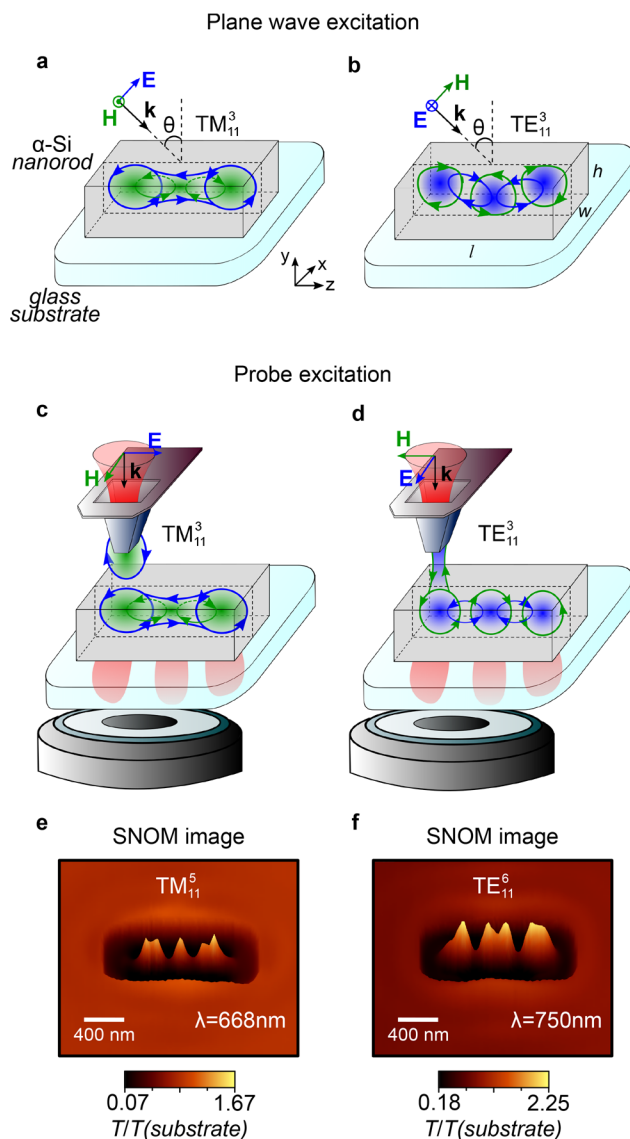 Plane wave excitation
a
b
E
H
k
θ
TM³₁₁
H
E
k
θ
TE³₁₁
α-Si
nanorod
h
w
l
y
x
z
glass
substrate
Probe excitation
c
d
E
H
k
TM³₁₁
H
E
k
TE³₁₁
e
SNOM image
f
SNOM image
TM⁵₁₁
TE⁶₁₁
400 nm
λ=668nm
400 nm
λ=750nm
0.07 1.67
T/T(substrate)
0.18 2.25
T/T(substrate)